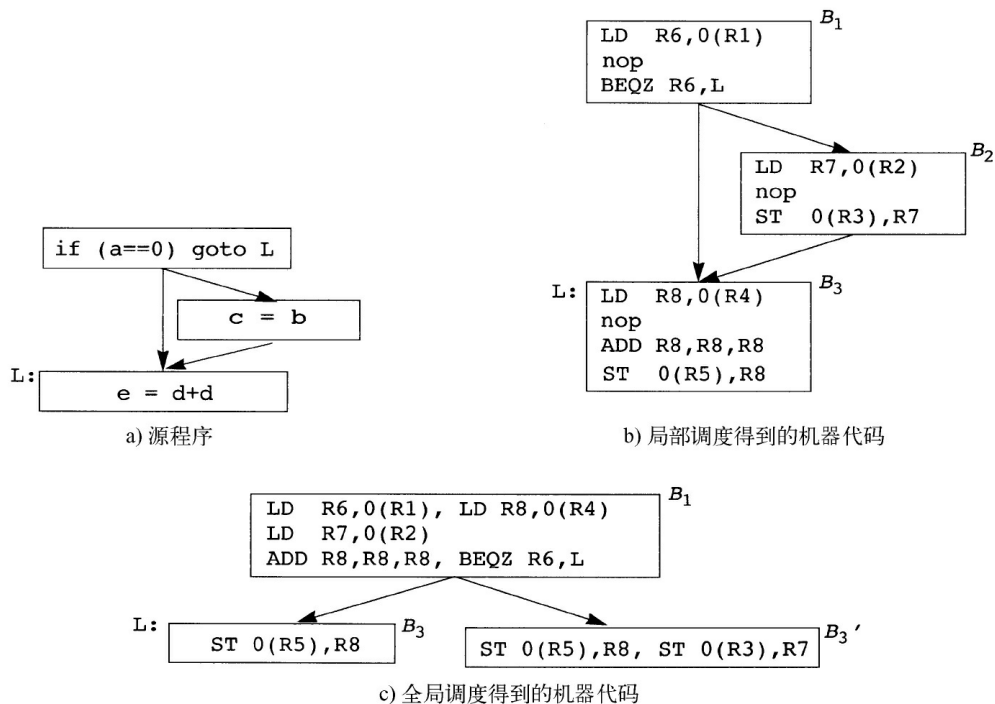 if (a==0) goto L
c = b
L:
e = d+d
a) 源程序
B1
LD R6,0(R1)
nop
BEQZ R6,L
B2
LD R7,0(R2)
nop
ST 0(R3),R7
L:
B3
LD R8,0(R4)
nop
ADD R8,R8,R8
ST 0(R5),R8
b) 局部调度得到的机器代码
B1
LD R6,0(R1), LD R8,0(R4)
LD R7,0(R2)
ADD R8,R8,R8, BEQZ R6,L
L:
B3
ST 0(R5),R8
B3'
ST 0(R5),R8, ST 0(R3),R7
c) 全局调度得到的机器代码